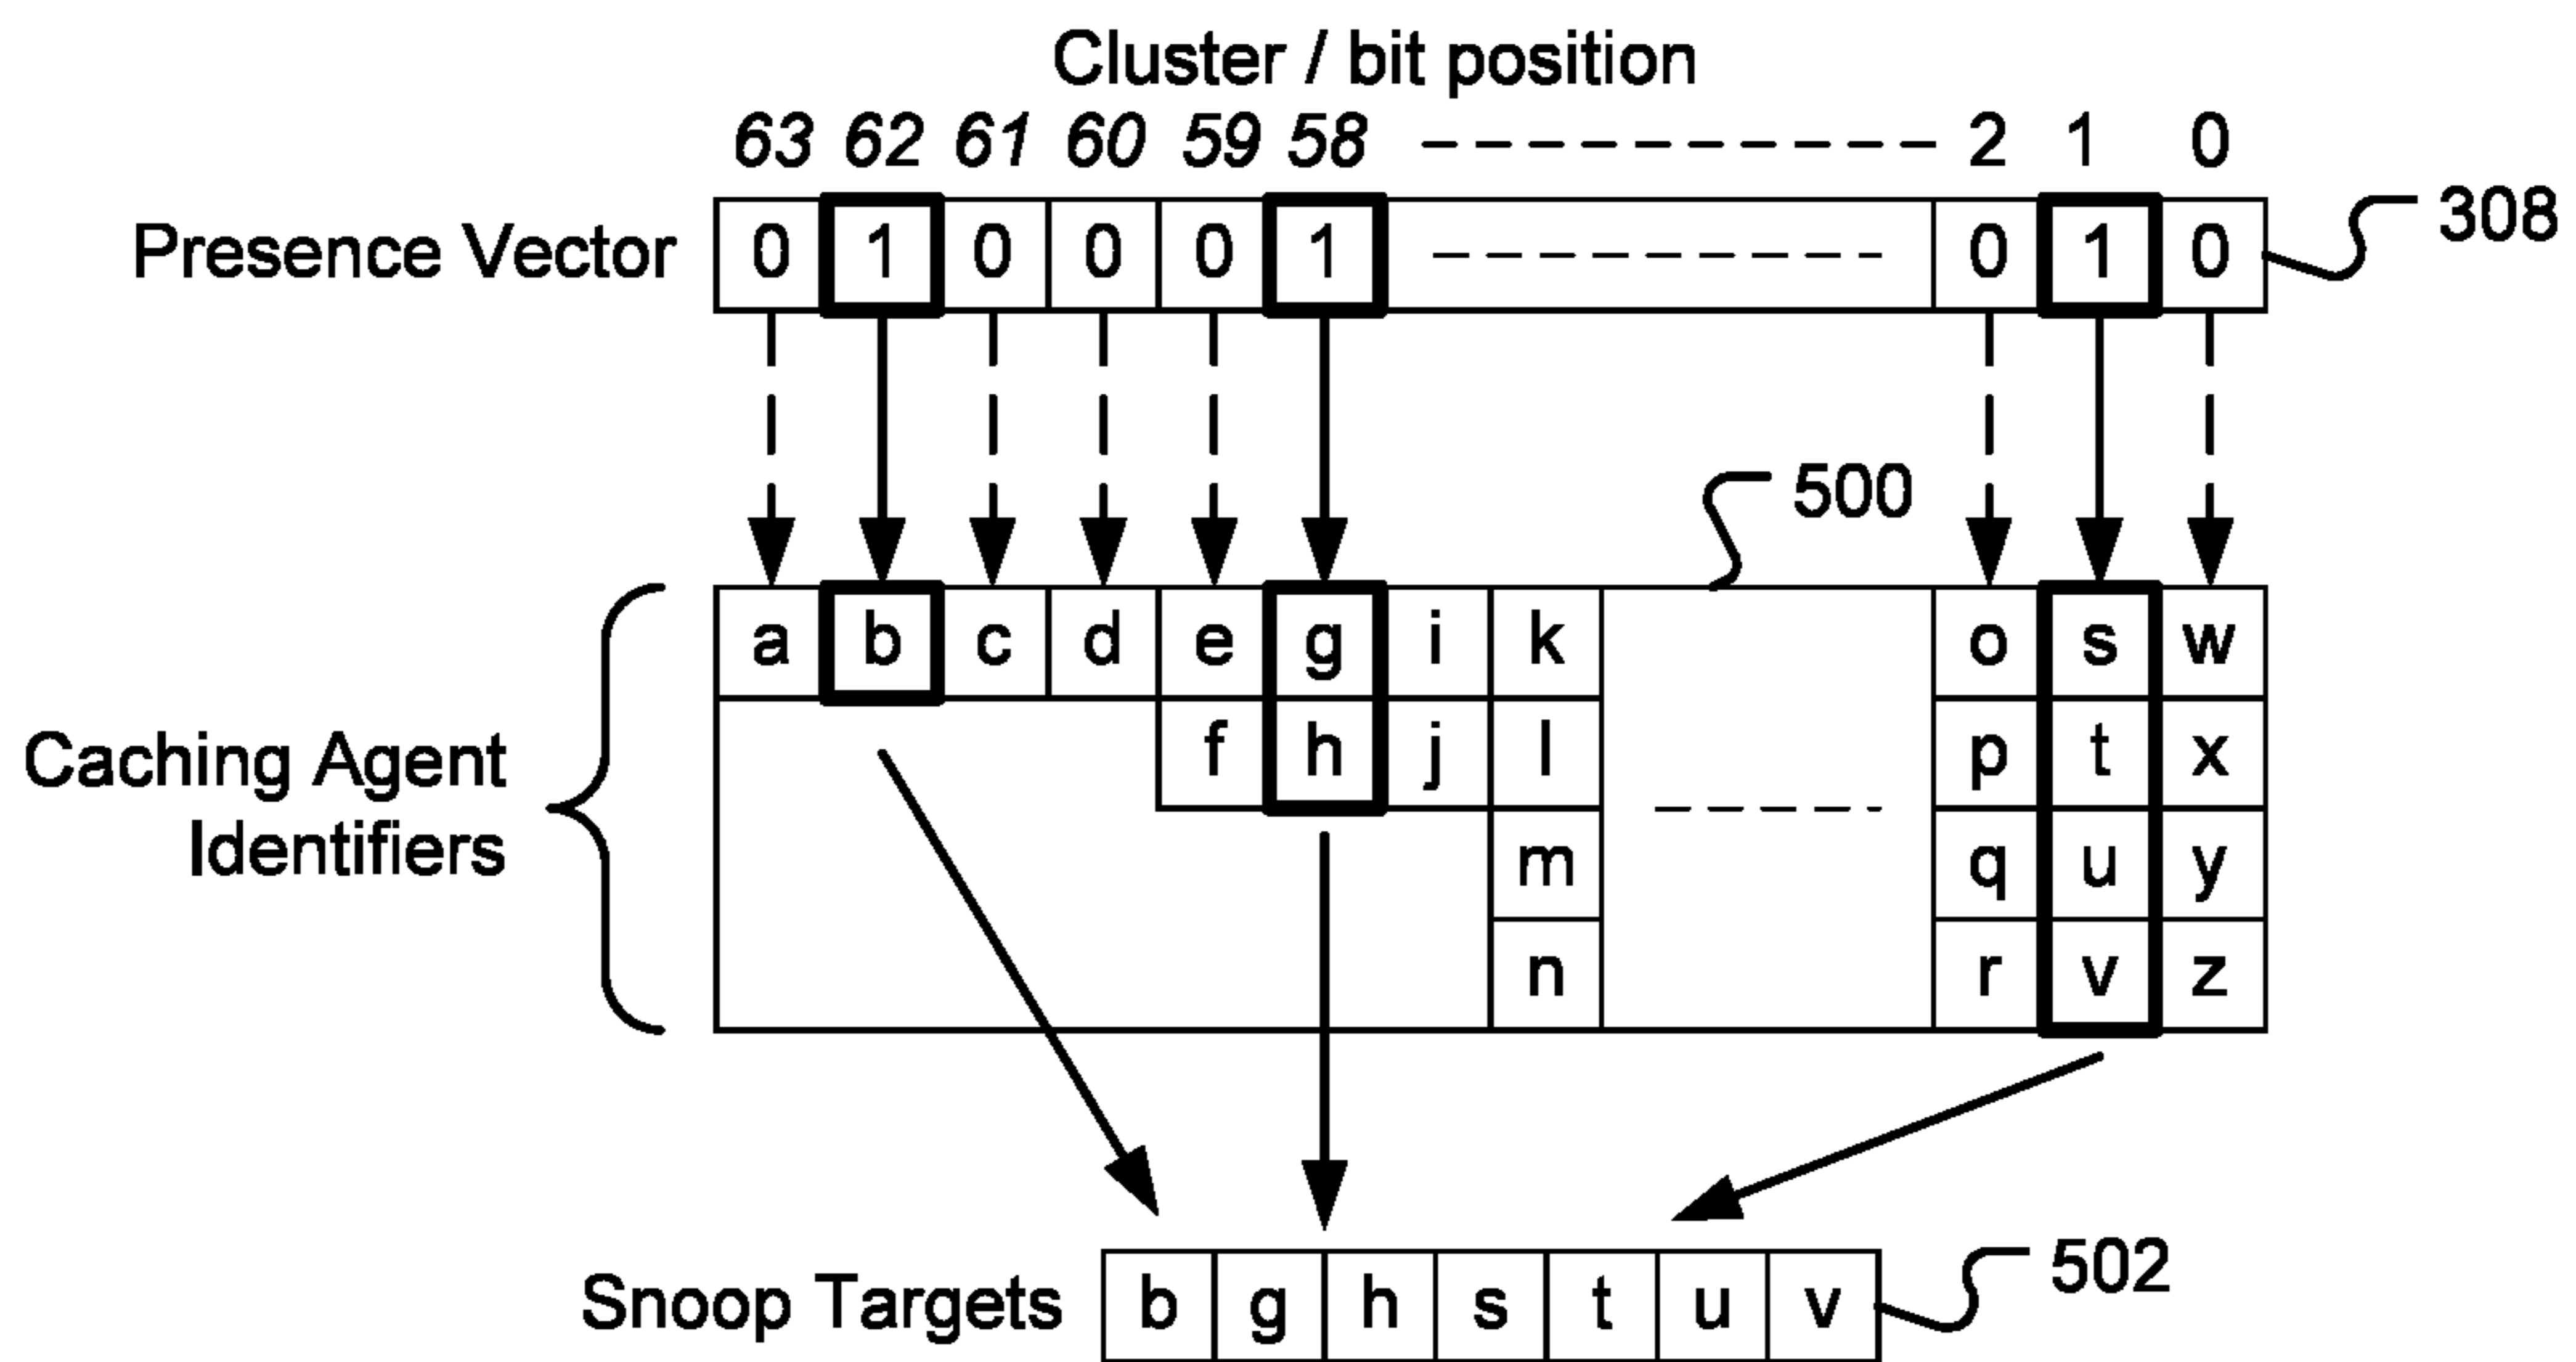 Cluster / bit position
63 62 61 60 59 58 2 1 0
Presence Vector 0 1 0 0 0 1 0 1 0
308
500
a b c d e g i k o s w
f h j l p t x
Caching Agent
Identifiers
m q u y
n r v z
Snoop Targets b g h s t u v
502